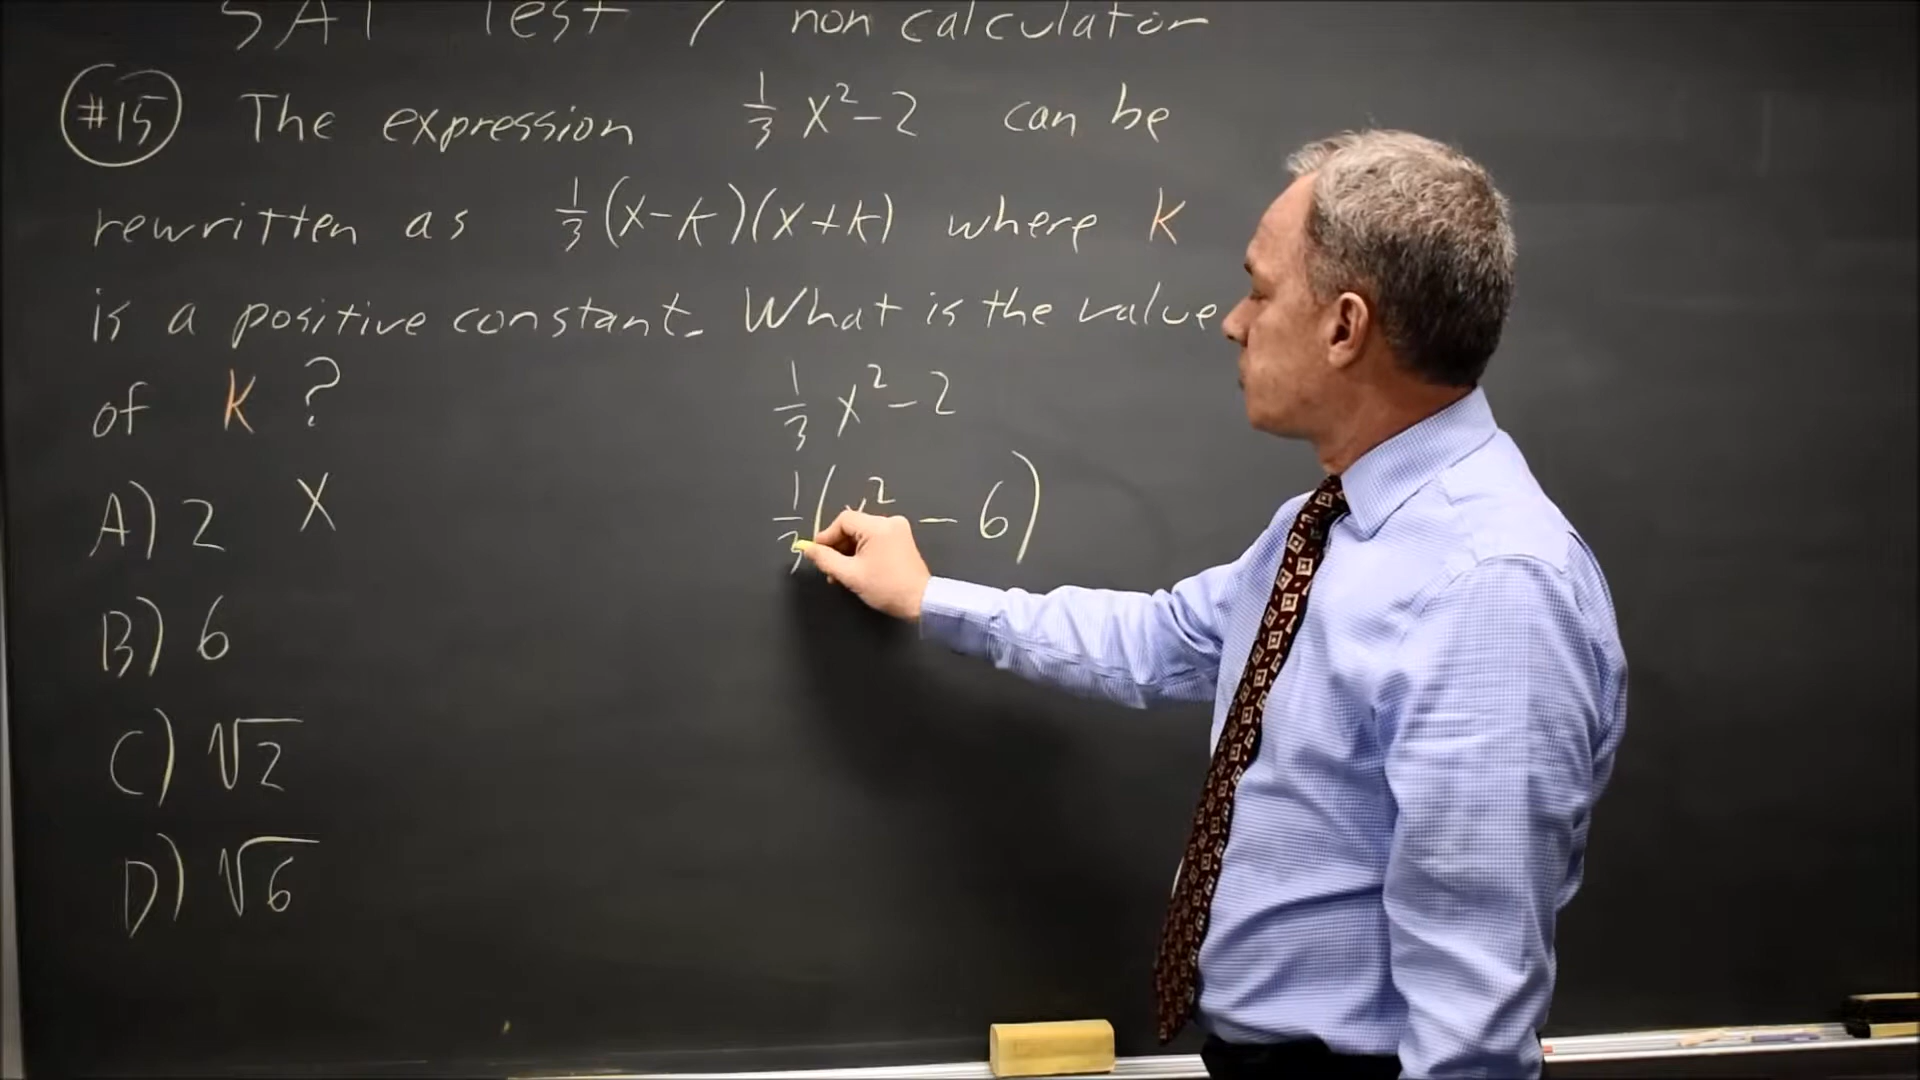 SAT Test 7 non calculator
#15 The expression 1/3 x² - 2 can be
rewritten as 1/3 (x-k)(x+k) where k
is a positive constant. What is the value
of k ?
1/3 x² - 2
1/3 (x² - 6)
A) 2 X
B) 6
C) √2
D) √6